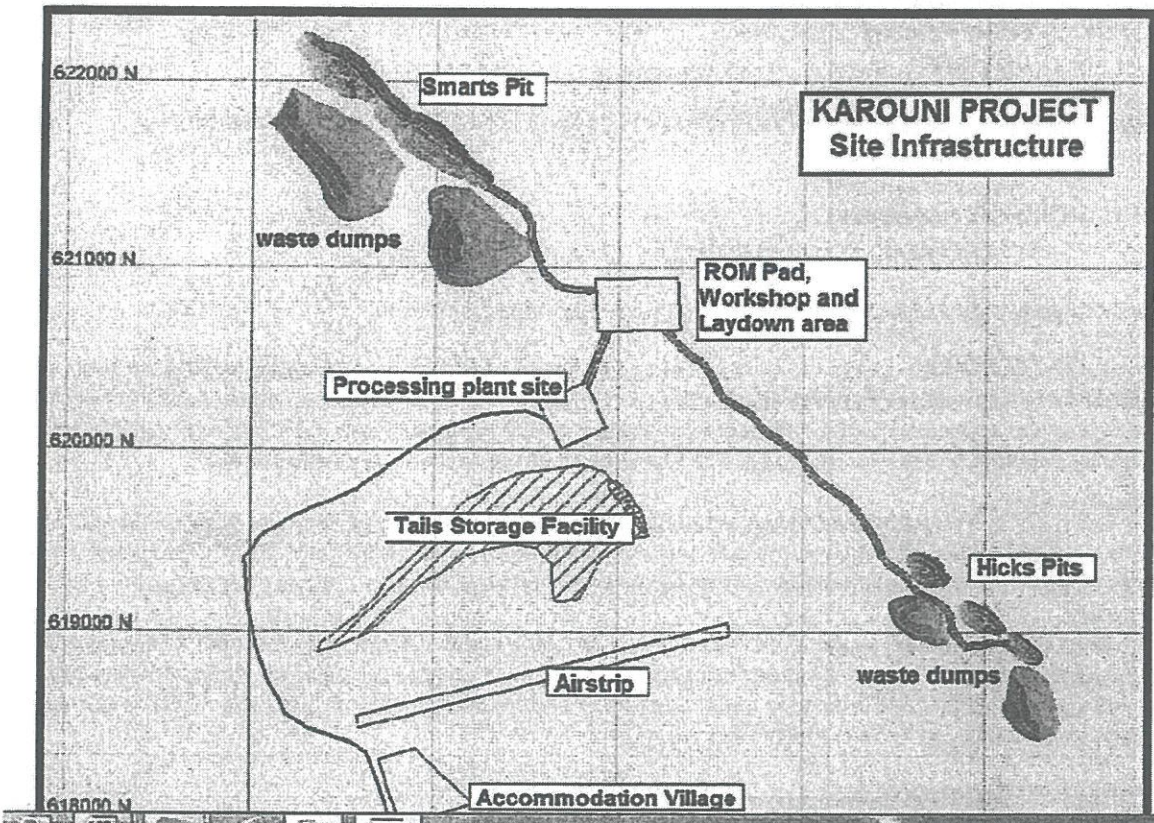 622000 N
Smarts Pit
KAROUNI PROJECT
Site Infrastructure
waste dumps
621000 N
ROM Pad,
Workshop and
Laydown area
Processing plant site
620000 N
Tails Storage Facility
Hicks Pits
619000 N
waste dumps
Airstrip
618000 N
Accommodation Village